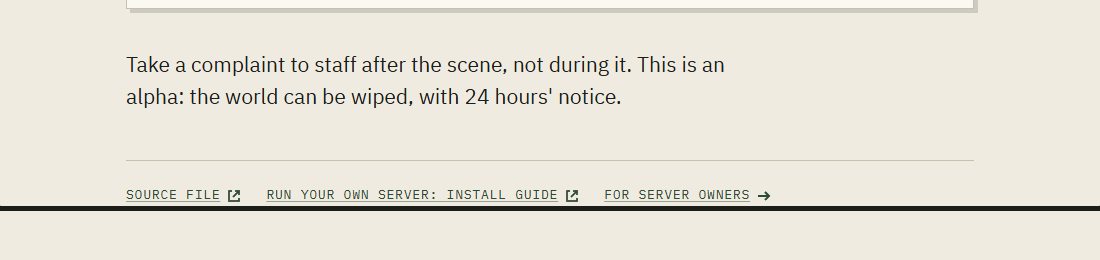 Take a complaint to staff after the scene, not during it. This is an
alpha: the world can be wiped, with 24 hours' notice.
SOURCE FILE RUN YOUR OWN SERVER: INSTALL GUIDE FOR SERVER OWNERS